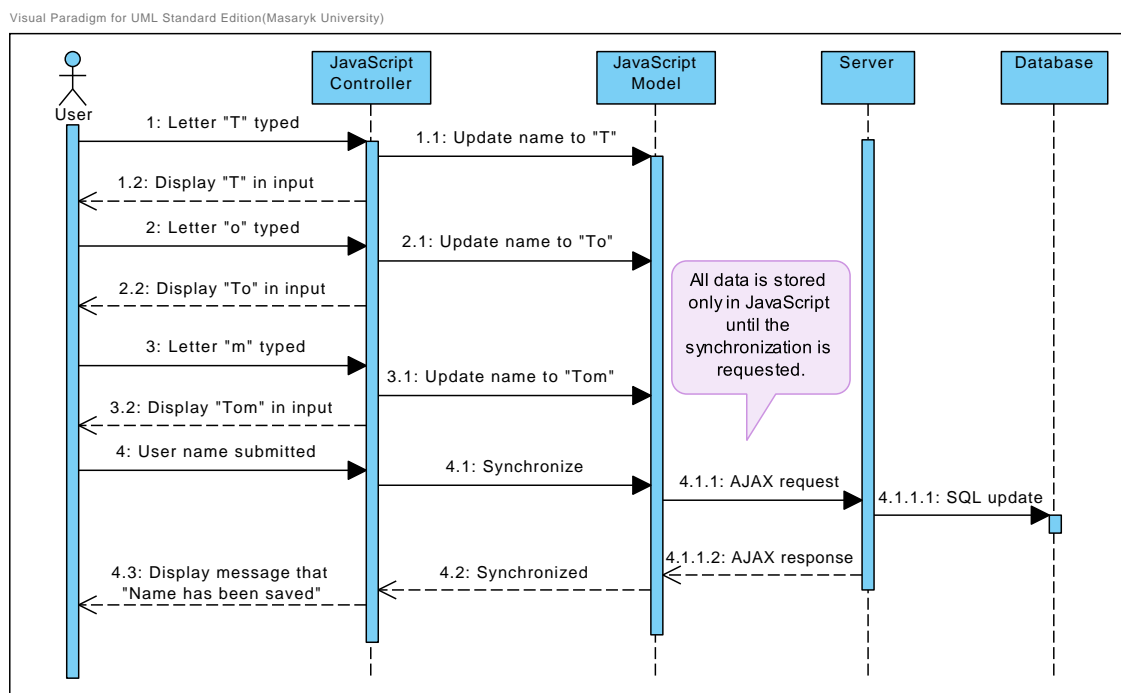 Visual Paradigm for UML Standard Edition(Masaryk University)
JavaScript
Controller
JavaScript
Model
Server
Database
User
1: Letter "T" typed
1.1: Update name to "T"
1.2: Display "T" in input
2: Letter "o" typed
2.1: Update name to "To"
2.2: Display "To" in input
All data is stored
only in JavaScript
until the
synchronization is
requested.
3: Letter "m" typed
3.1: Update name to "Tom"
3.2: Display "Tom" in input
4: User name submitted
4.1: Synchronize
4.1.1: AJAX request
4.1.1.1: SQL update
4.1.1.2: AJAX response
4.2: Synchronized
4.3: Display message that
"Name has been saved"